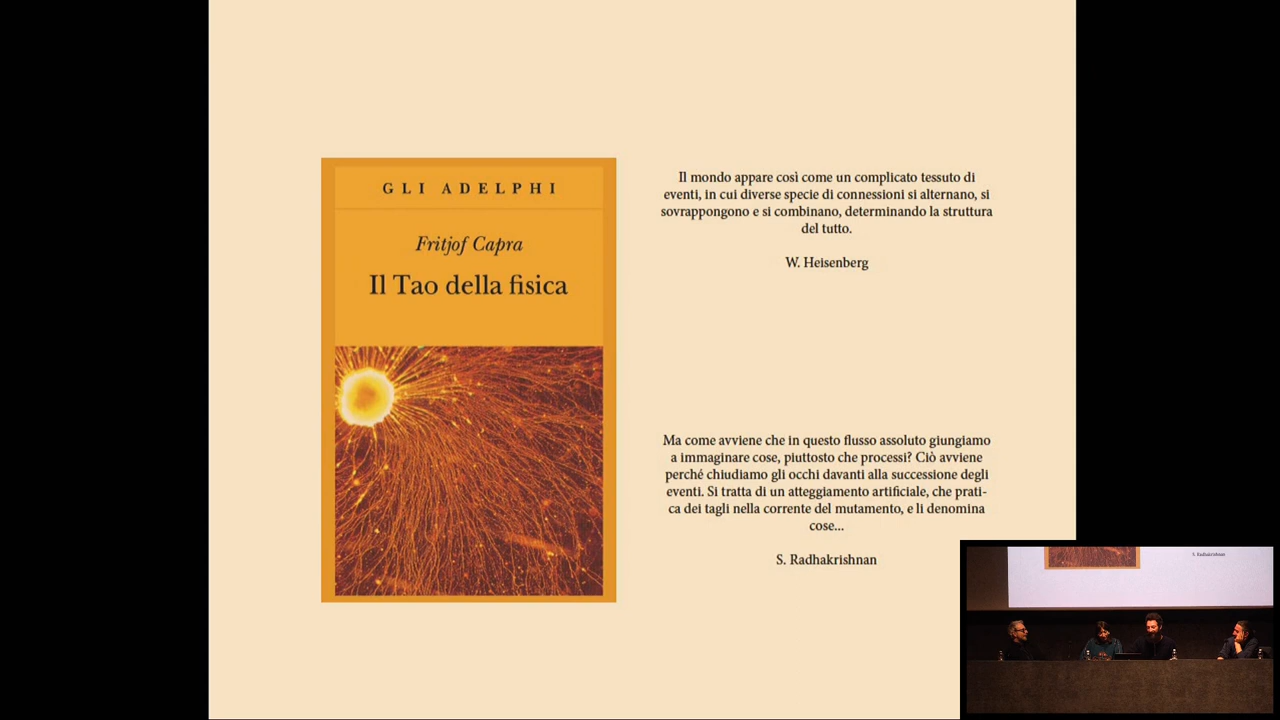 GLI ADELPHI
Fritjof Capra
Il Tao della fisica
Il mondo appare così come un complicato tessuto di
eventi, in cui diverse specie di connessioni si alternano, si
sovrappongono e si combinano, determinando la struttura
del tutto.
W. Heisenberg
Ma come avviene che in questo flusso assoluto giungiamo
a immaginare cose, piuttosto che processi? Ciò avviene
perché chiudiamo gli occhi davanti alla successione degli
eventi. Si tratta di un atteggiamento artificiale, che prati-
ca dei tagli nella corrente del mutamento, e li denomina
cose...
S. Radhakrishnan
S. Radhakrishnan